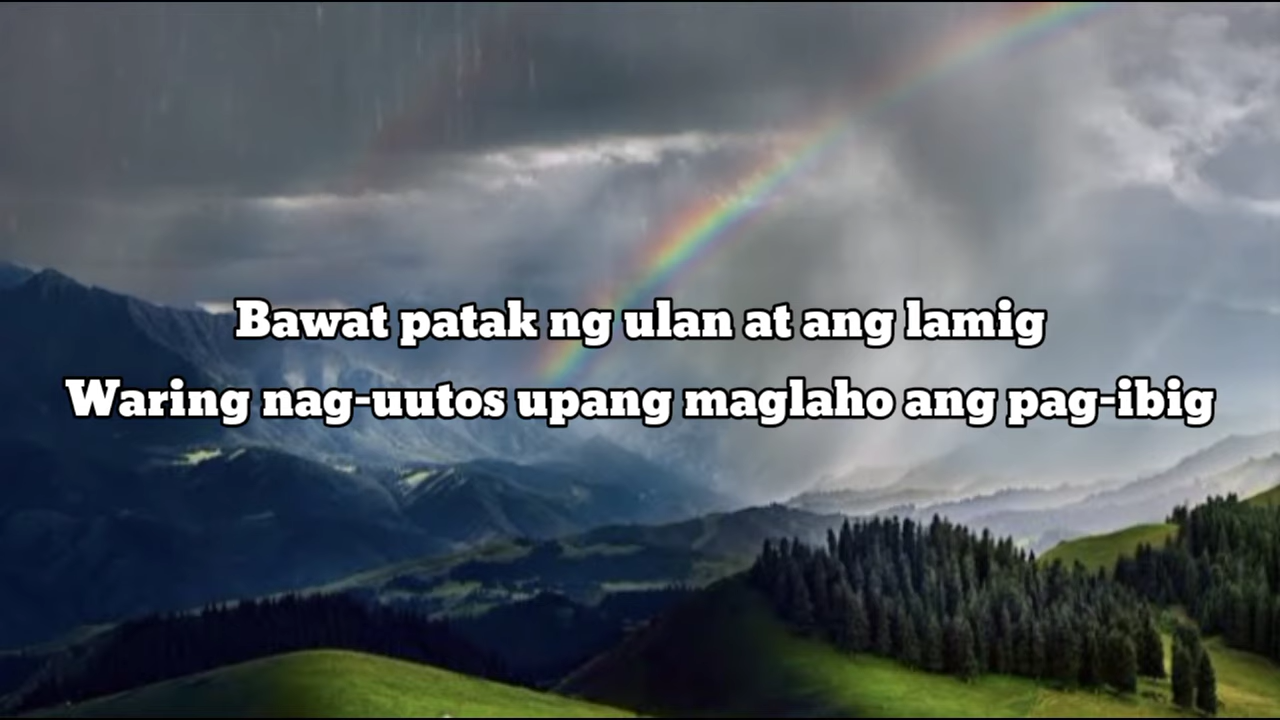 Bawat patak ng ulan at ang lamig
Waring nag-uutos upang maglaho ang pag-ibig